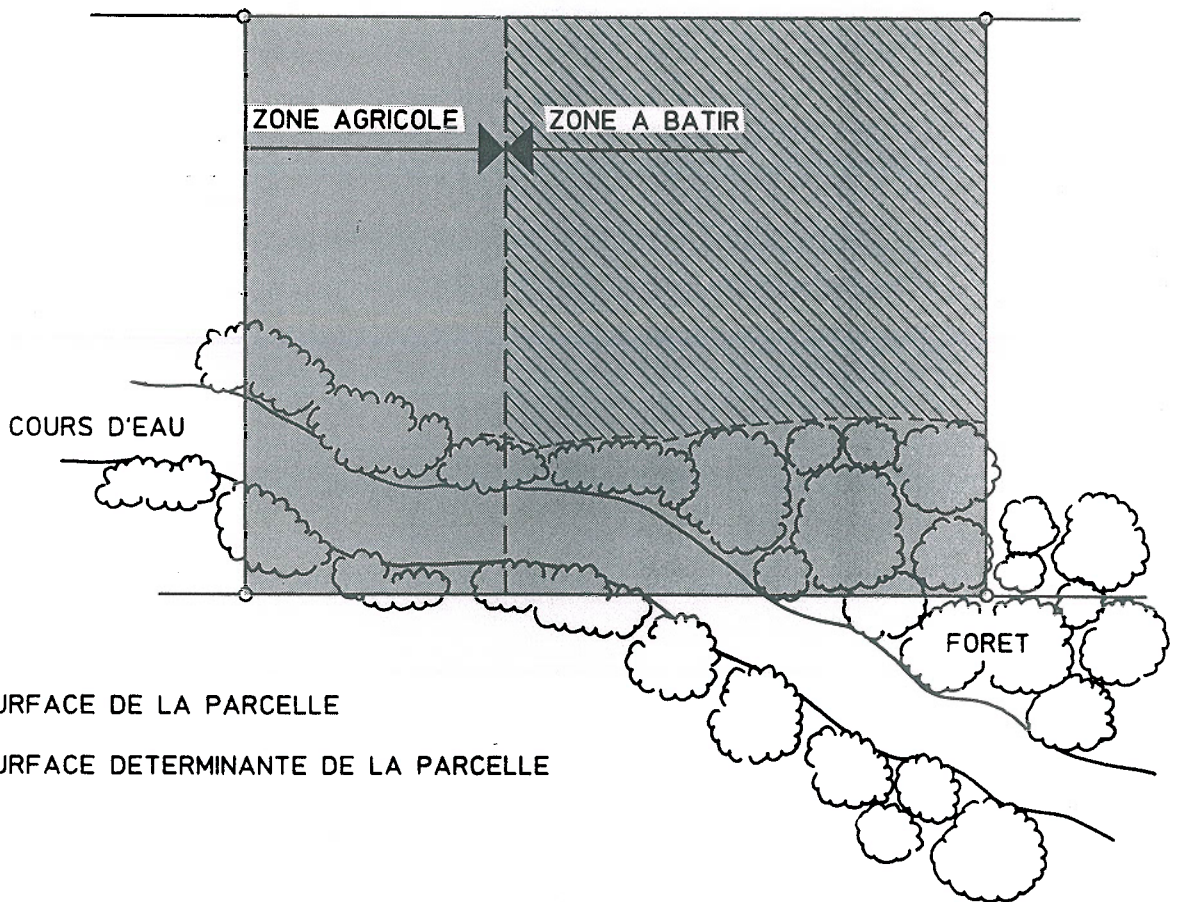 ZONE AGRICOLE
ZONE A BATIR
COURS D'EAU
FORET
URFACE DE LA PARCELLE
URFACE DETERMINANTE DE LA PARCELLE